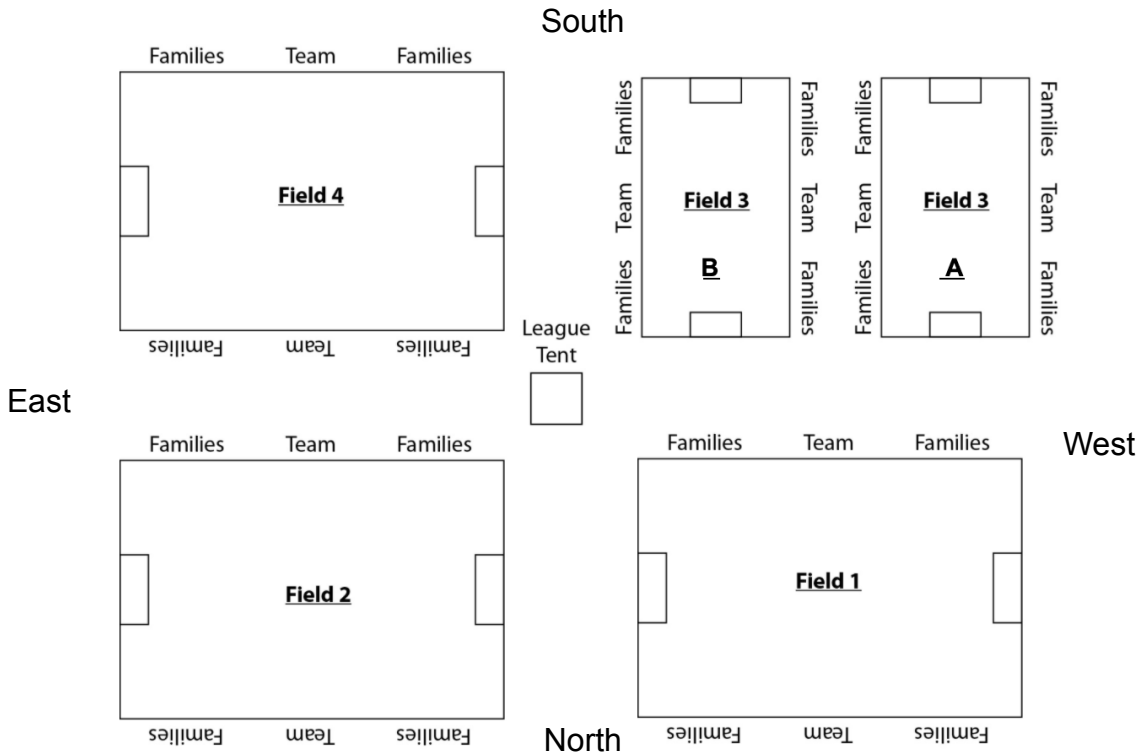 South
Families Team Families
Families
Team
Families
Families
Team
Families
Families
Team
Families
Families
Team
Families
Field 4
Field 3
B
Field 3
A
Families Team Families
League
Tent
East
West
Families Team Families
Families Team Families
Field 2
Field 1
Families Team Families
North
Families Team Families